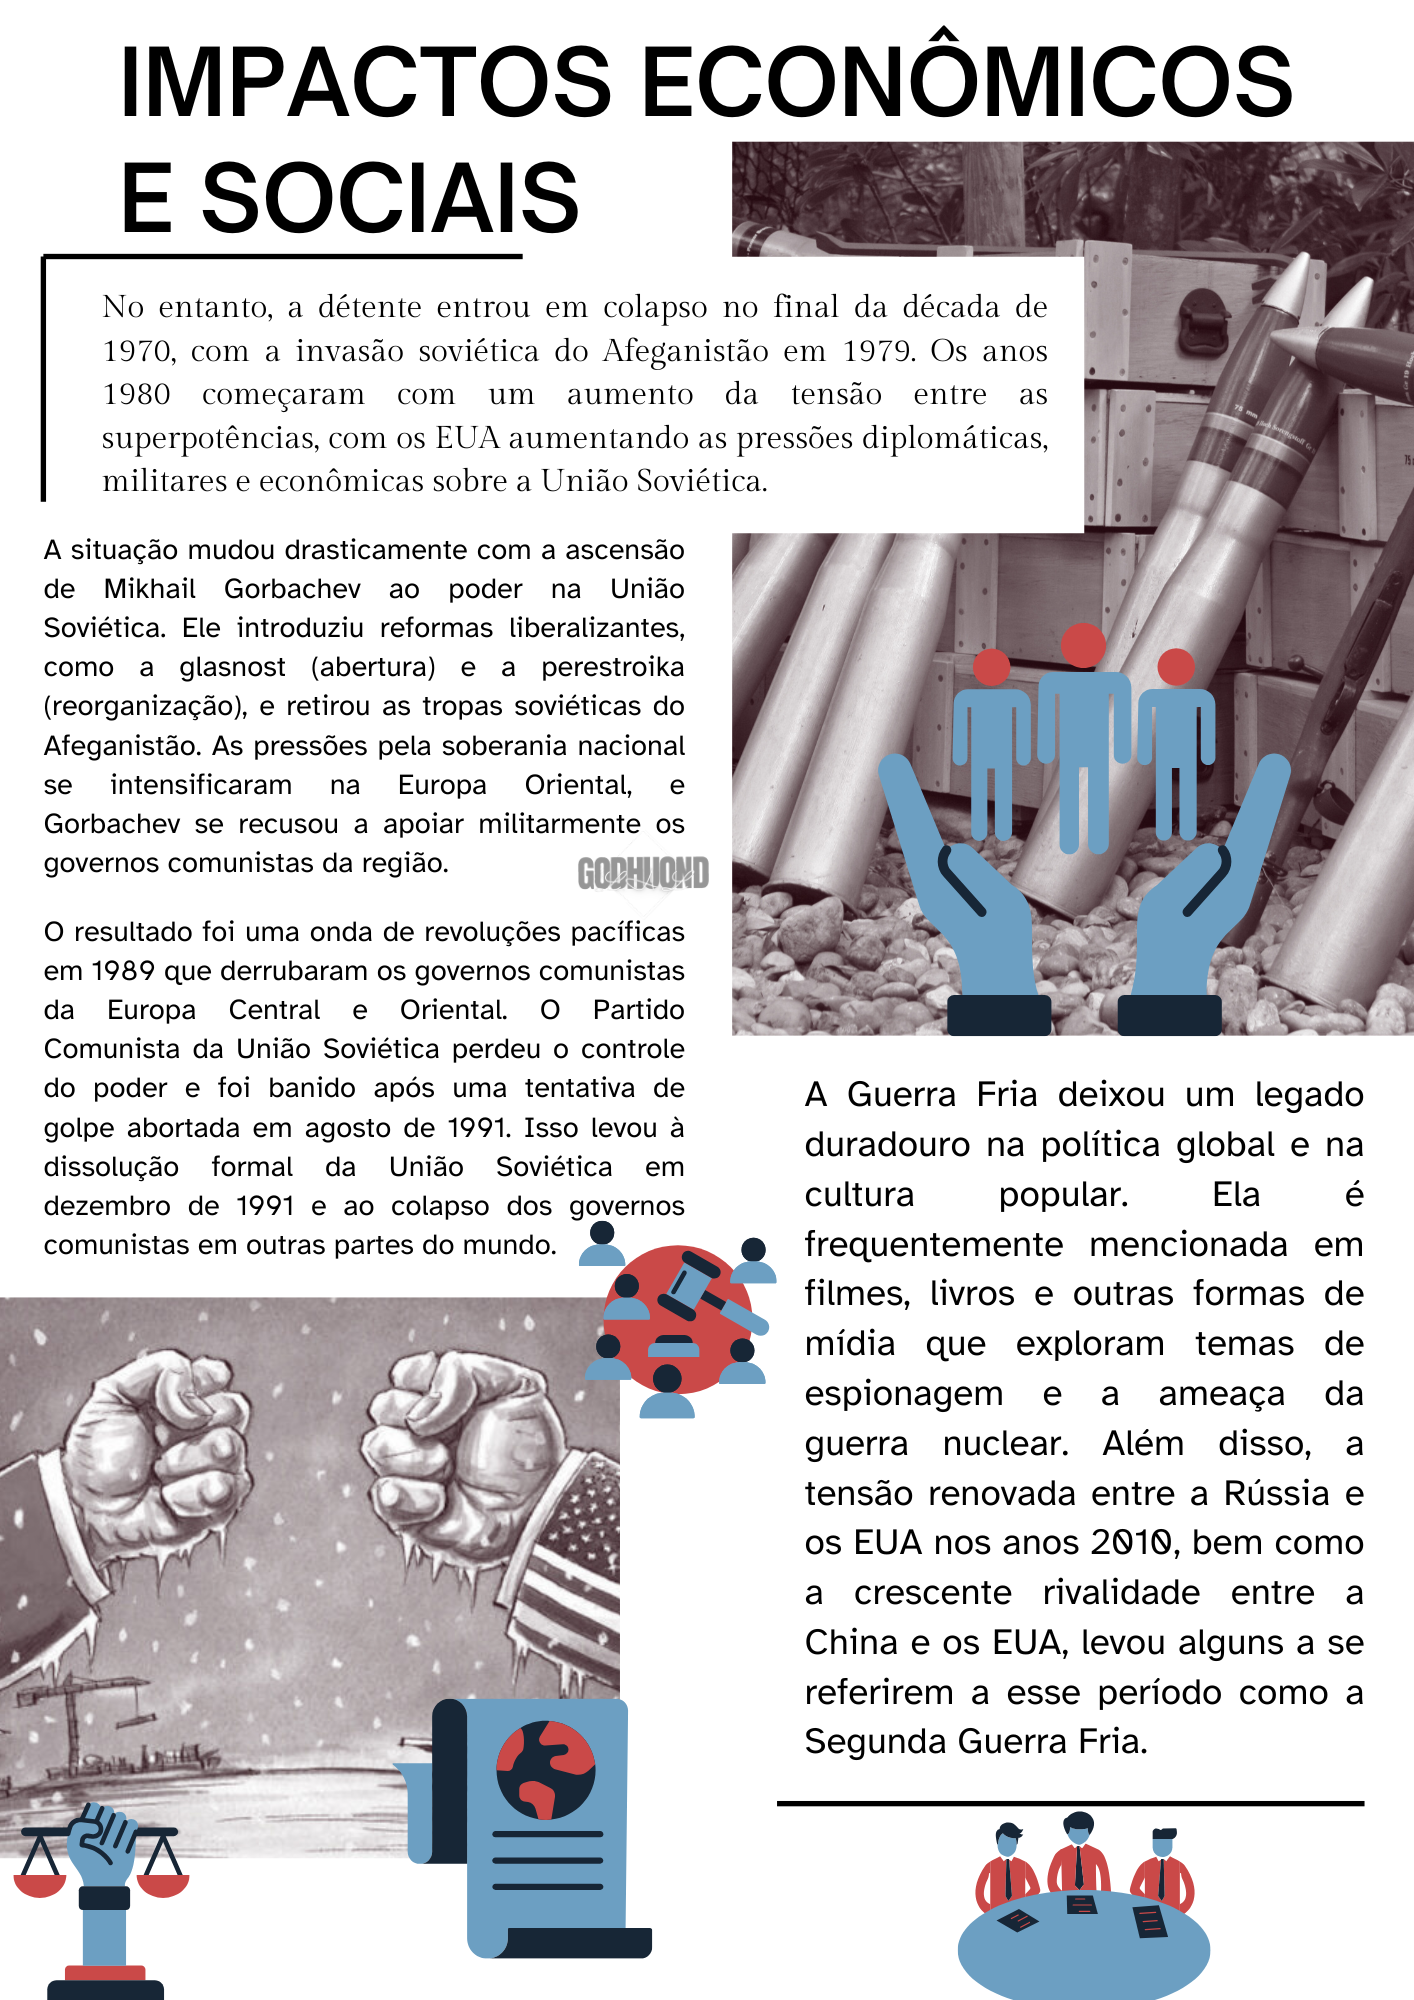 IMPACTOS ECONÔMICOS
E SOCIAIS
No entanto, a détente entrou em colapso no final da década de
1970, com a invasão soviética do Afeganistão em 1979. Os anos
1980 começaram com um aumento da tensão entre as
superpotências, com os EUA aumentando as pressões diplomáticas,
militares e econômicas sobre a União Soviética.
75 mm
A situação mudou drasticamente com a ascensão
de Mikhail Gorbachev ao poder na União
Soviética. Ele introduziu reformas liberalizantes,
como a glasnost (abertura) e a perestroika
(reorganização), e retirou as tropas soviéticas do
Afeganistão. As pressões pela soberania nacional
se intensificaram na Europa Oriental, e
Gorbachev se recusou a apoiar militarmente os
governos comunistas da região.
O resultado foi uma onda de revoluções pacíficas
em 1989 que derrubaram os governos comunistas
da Europa Central e Oriental. O Partido
Comunista da União Soviética perdeu o controle
do poder e foi banido após uma tentativa de
golpe abortada em agosto de 1991. Isso levou à
dissolução formal da União Soviética em
dezembro de 1991 e ao colapso dos governos
comunistas em outras partes do mundo.
A Guerra Fria deixou um legado
duradouro na política global e na
cultura popular. Ela é
frequentemente mencionada em
filmes, livros e outras formas de
mídia que exploram temas de
espionagem e a ameaça da
guerra nuclear. Além disso, a
tensão renovada entre a Rússia e
os EUA nos anos 2010, bem como
a crescente rivalidade entre a
China e os EUA, levou alguns a se
referirem a esse período como a
Segunda Guerra Fria.